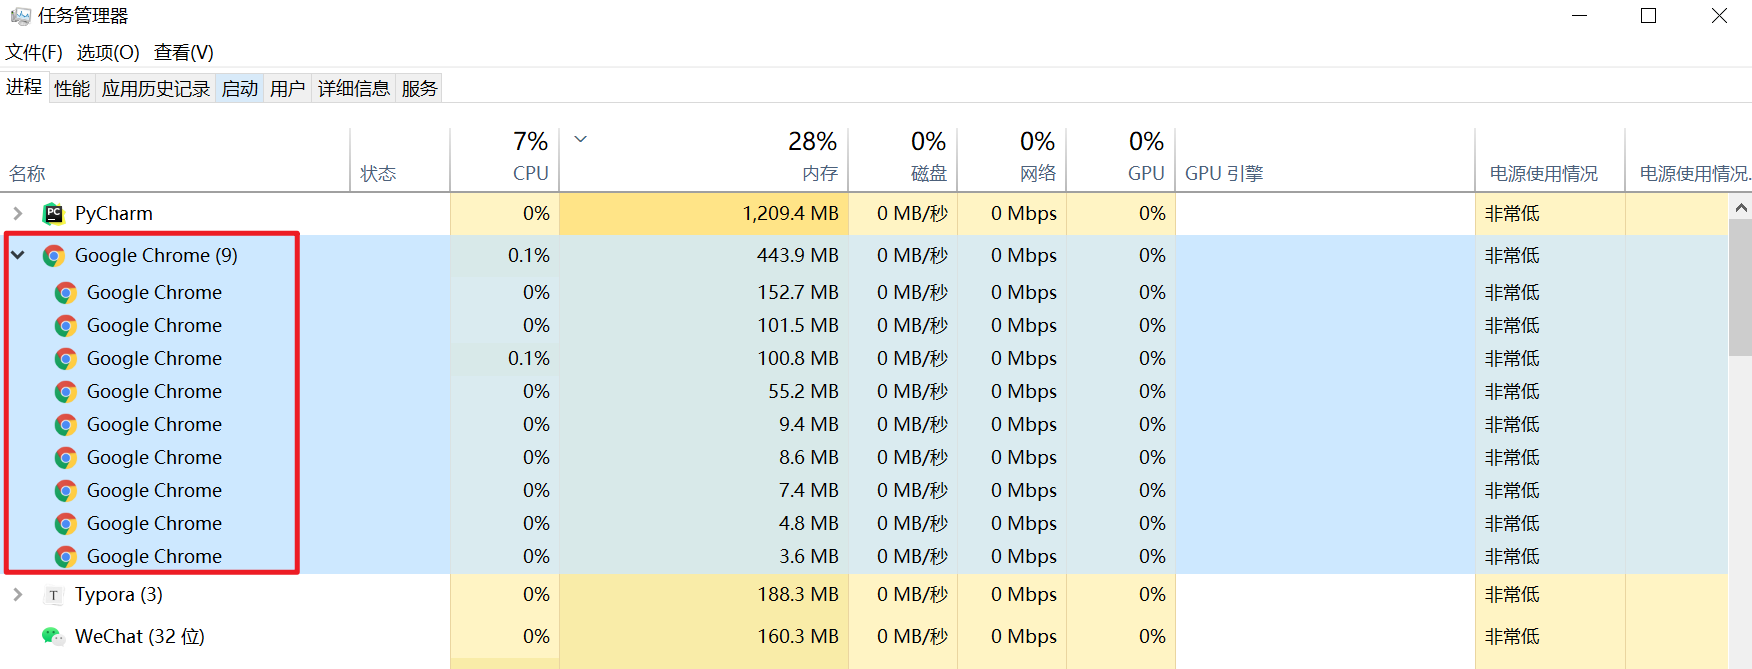 任务管理器
文件(F) 选项(O) 查看(V)
进程 性能 应用历史记录 启动 用户 详细信息 服务
7% 28% 0% 0% 0%
名称 状态 CPU 内存 磁盘 网络 GPU GPU 引擎 电源使用情况 电源使用情况...
PyCharm 0% 1,209.4 MB 0 MB/秒 0 Mbps 0% 非常低
Google Chrome (9) 0.1% 443.9 MB 0 MB/秒 0 Mbps 0% 非常低
Google Chrome 0% 152.7 MB 0 MB/秒 0 Mbps 0% 非常低
Google Chrome 0% 101.5 MB 0 MB/秒 0 Mbps 0% 非常低
Google Chrome 0.1% 100.8 MB 0 MB/秒 0 Mbps 0% 非常低
Google Chrome 0% 55.2 MB 0 MB/秒 0 Mbps 0% 非常低
Google Chrome 0% 9.4 MB 0 MB/秒 0 Mbps 0% 非常低
Google Chrome 0% 8.6 MB 0 MB/秒 0 Mbps 0% 非常低
Google Chrome 0% 7.4 MB 0 MB/秒 0 Mbps 0% 非常低
Google Chrome 0% 4.8 MB 0 MB/秒 0 Mbps 0% 非常低
Google Chrome 0% 3.6 MB 0 MB/秒 0 Mbps 0% 非常低
Typora (3) 0% 188.3 MB 0 MB/秒 0 Mbps 0% 非常低
WeChat (32 位) 0% 160.3 MB 0 MB/秒 0 Mbps 0% 非常低